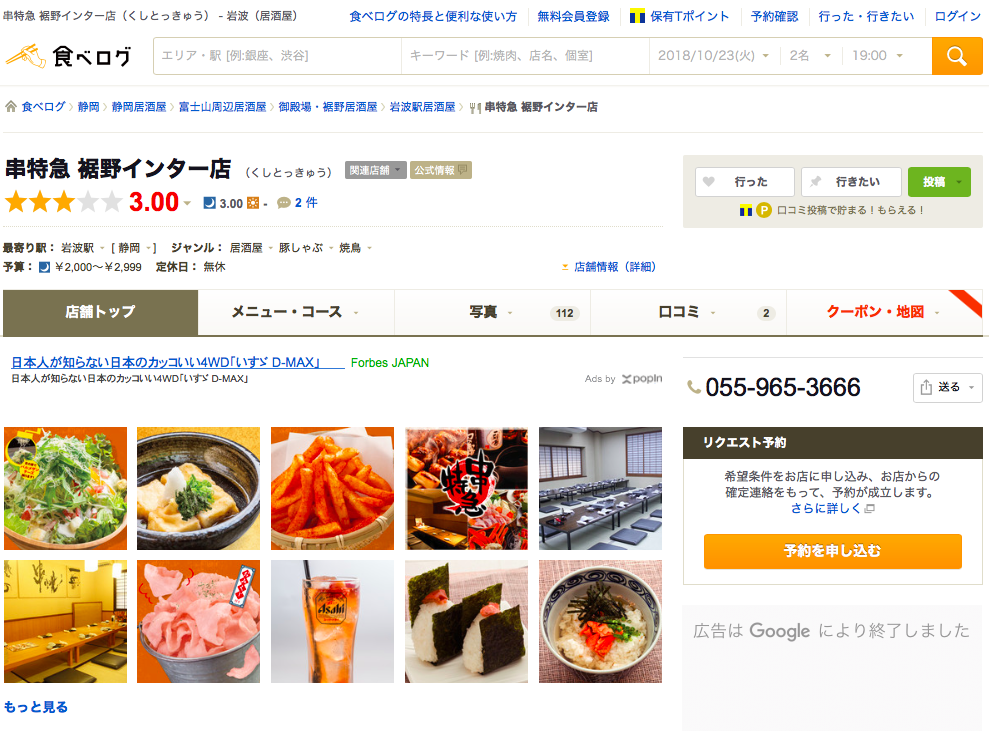 串特急 裾野インター店（くしとっきゅう） - 岩波（居酒屋）
食べログの特長と便利な使い方
無料会員登録
保有Tポイント
予約確認
行った・行きたい
ログイン
食べログ
エリア・駅 [例:銀座、渋谷]
キーワード [例:焼肉、店名、個室]
2018/10/23(火)
2名
19:00
食べログ 静岡 静岡居酒屋 富士山周辺居酒屋 御殿場・裾野居酒屋 岩波駅居酒屋 串特急 裾野インター店
串特急 裾野インター店 （くしとっきゅう）
関連店舗
公式情報
3.00 3.00 - 2 件
行った
行きたい
投稿
P 口コミ投稿で貯まる！もらえる！
最寄り駅： 岩波駅 [ 静岡 ] ジャンル： 居酒屋 豚しゃぶ 焼鳥
予算： ￥2,000～￥2,999 定休日： 無休
店舗情報（詳細）
店舗トップ
メニュー・コース
写真 112
口コミ 2
クーポン・地図
日本人が知らない日本のカッコいい4WD｢いすゞ D-MAX｣ Forbes JAPAN
日本人が知らない日本のカッコいい4WD｢いすゞ D-MAX｣
Ads by popIn
055-965-3666
送る
リクエスト予約
希望条件をお店に申し込み、お店からの
確定連絡をもって、予約が成立します。
さらに詳しく
予約を申し込む
串特急
Asahi
広告は Google により終了しました
もっと見る